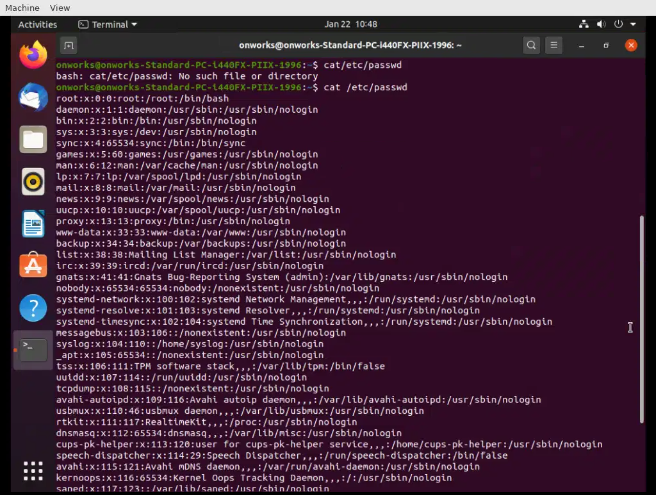 Machine View
Activities Terminal Jan 22 10:48
onworks@onworks-Standard-PC-i440FX-PIIX-1996: ~
onworks@onworks-Standard-PC-i440FX-PIIX-1996:~$ cat/etc/passwd
bash: cat/etc/passwd: No such file or directory
onworks@onworks-Standard-PC-i440FX-PIIX-1996:~$ cat /etc/passwd
root:x:0:0:root:/root:/bin/bash
daemon:x:1:1:daemon:/usr/sbin:/usr/sbin/nologin
bin:x:2:2:bin:/bin:/usr/sbin/nologin
sys:x:3:3:sys:/dev:/usr/sbin/nologin
sync:x:4:65534:sync:/bin:/bin/sync
games:x:5:60:games:/usr/games:/usr/sbin/nologin
man:x:6:12:man:/var/cache/man:/usr/sbin/nologin
lp:x:7:7:lp:/var/spool/lpd:/usr/sbin/nologin
mail:x:8:8:mail:/var/mail:/usr/sbin/nologin
news:x:9:9:news:/var/spool/news:/usr/sbin/nologin
uucp:x:10:10:uucp:/var/spool/uucp:/usr/sbin/nologin
proxy:x:13:13:proxy:/bin:/usr/sbin/nologin
www-data:x:33:33:www-data:/var/www:/usr/sbin/nologin
backup:x:34:34:backup:/var/backups:/usr/sbin/nologin
list:x:38:38:Mailing List Manager:/var/list:/usr/sbin/nologin
irc:x:39:39:ircd:/var/run/ircd:/usr/sbin/nologin
gnats:x:41:41:Gnats Bug-Reporting System (admin):/var/lib/gnats:/usr/sbin/nologin
nobody:x:65534:65534:nobody:/nonexistent:/usr/sbin/nologin
systemd-network:x:100:102:systemd Network Management,,,:/run/systemd:/usr/sbin/nologin
systemd-resolve:x:101:103:systemd Resolver,,,:/run/systemd:/usr/sbin/nologin
systemd-timesync:x:102:104:systemd Time Synchronization,,,:/run/systemd:/usr/sbin/nologin
messagebus:x:103:106::/nonexistent:/usr/sbin/nologin
syslog:x:104:110::/home/syslog:/usr/sbin/nologin
_apt:x:105:65534::/nonexistent:/usr/sbin/nologin
tss:x:106:111:TPM software stack,,,:/var/lib/tpm:/bin/false
uuidd:x:107:114::/run/uuidd:/usr/sbin/nologin
tcpdump:x:108:115::/nonexistent:/usr/sbin/nologin
avahi-autoipd:x:109:116:Avahi autoip daemon,,,:/var/lib/avahi-autoipd:/usr/sbin/nologin
usbmux:x:110:46:usbmux daemon,,,:/var/lib/usbmux:/usr/sbin/nologin
rtkit:x:111:117:RealtimeKit,,,:/proc:/usr/sbin/nologin
dnsmasq:x:112:65534:dnsmasq,,,:/var/lib/misc:/usr/sbin/nologin
cups-pk-helper:x:113:120:user for cups-pk-helper service,,,:/home/cups-pk-helper:/usr/sbin/nologin
speech-dispatcher:x:114:29:Speech Dispatcher,,,:/run/speech-dispatcher:/bin/false
avahi:x:115:121:Avahi mDNS daemon,,,:/var/run/avahi-daemon:/usr/sbin/nologin
kernoops:x:116:65534:Kernel Oops Tracking Daemon,,,:/:/usr/sbin/nologin
saned:x:117:123::/var/lib/saned:/usr/sbin/nologin